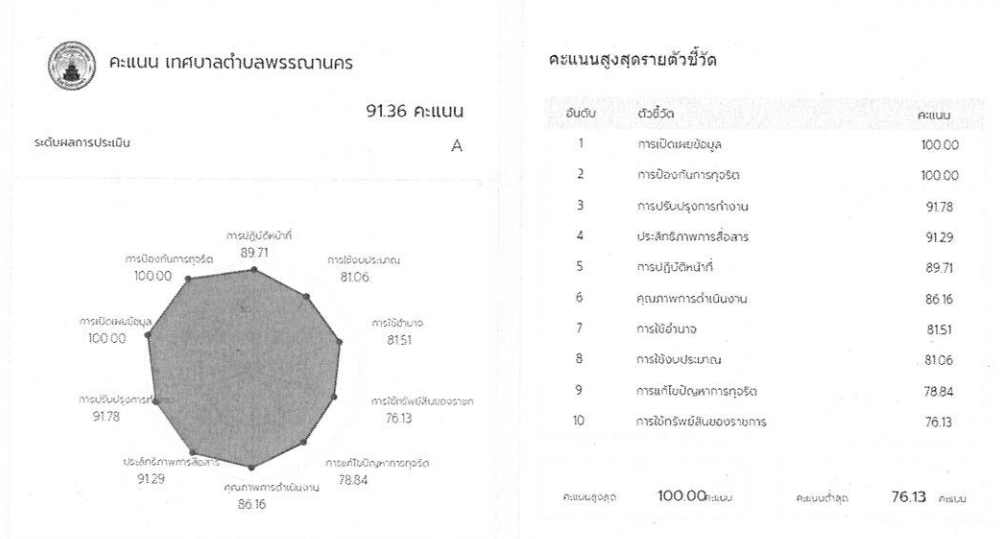 คะแนน เทศบาลตำบลพรรณานคร
91.36 คะแนน
ระดับผลการประเมิน
A
การปฏิบัติหน้าที่
89.71
การป้องกันการทุจริต
100.00
การใช้งบประมาณ
81.06
การเปิดเผยข้อมูล
100.00
การใช้อำนาจ
81.51
การปรับปรุงการทำงาน
91.78
การใช้ทรัพย์สินของราชก
76.13
ประสิทธิภาพการสื่อสาร
91.29
การแก้ไขปัญหาการทุจริต
78.84
คุณภาพการดำเนินงาน
86.16
คะแนนสูงสุดรายตัวชี้วัด
อันดับ ตัวชี้วัด คะแนน
1 การเปิดเผยข้อมูล 100.00
2 การป้องกันการทุจริต 100.00
3 การปรับปรุงการทำงาน 91.78
4 ประสิทธิภาพการสื่อสาร 91.29
5 การปฏิบัติหน้าที่ 89.71
6 คุณภาพการดำเนินงาน 86.16
7 การใช้อำนาจ 81.51
8 การใช้งบประมาณ 81.06
9 การแก้ไขปัญหาการทุจริต 78.84
10 การใช้ทรัพย์สินของราชการ 76.13
คะแนนสูงสุด 100.00 คะแนน คะแนนต่ำสุด 76.13 คะแนน